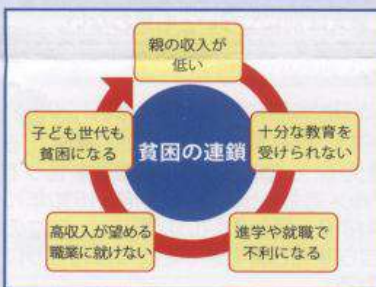 親の収入が
低い
十分な教育を
受けられない
進学や就職で
不利になる
高収入が望める
職業に就けない
子ども世代も
貧困になる
貧困の連鎖